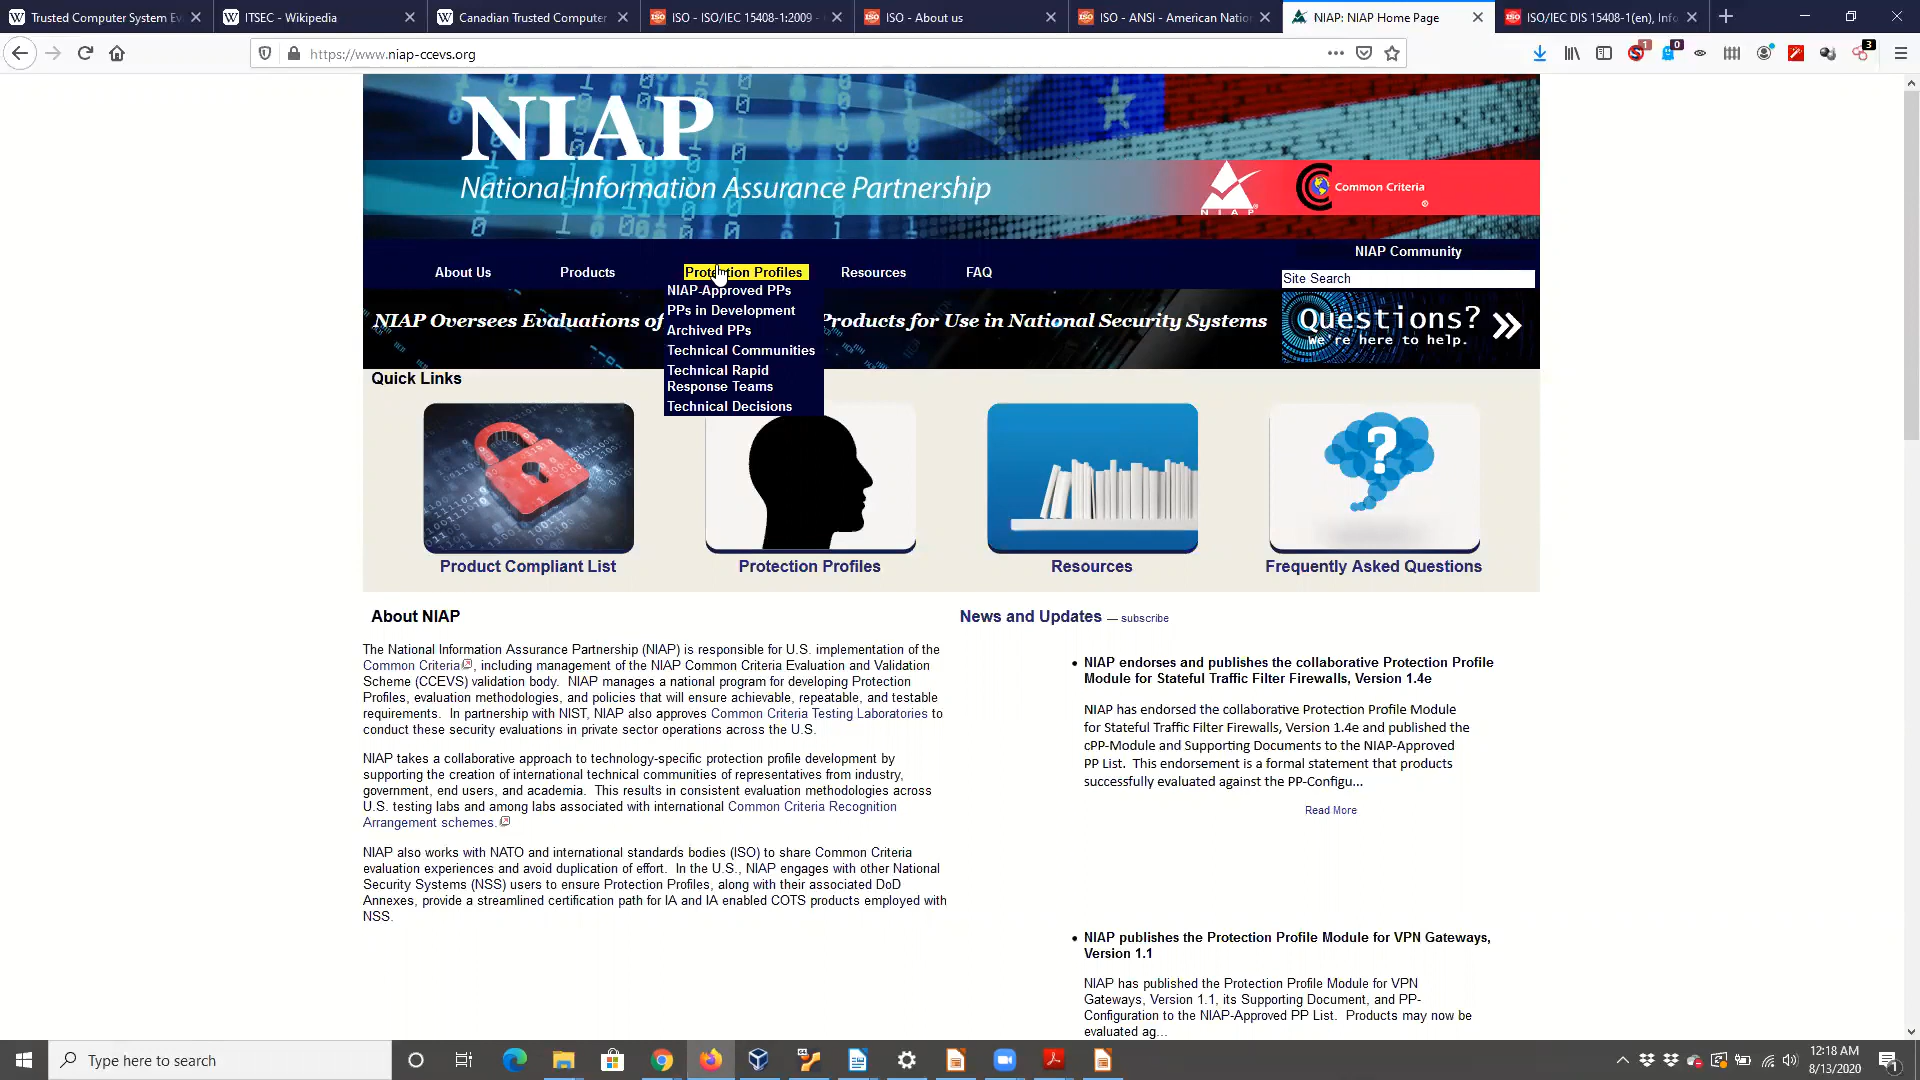 Trusted Computer System Ev
ITSEC - Wikipedia
Canadian Trusted Computer
ISO - ISO/IEC 15408-1:2009 -
ISO - About us
ISO - ANSI - American Natio
NIAP: NIAP Home Page
ISO/IEC DIS 15408-1(en), Info
https://www.niap-ccevs.org
1
0
3
NIAP
National Information Assurance Partnership
NIAP
Common Criteria
®
NIAP Community
About Us
Products
Protection Profiles
Resources
FAQ
Site Search
NIAP-Approved PPs
PPs in Development
Archived PPs
Technical Communities
Technical Rapid
Response Teams
Technical Decisions
NIAP Oversees Evaluations of
Products for Use in National Security Systems
Questions?
We're here to help.
Quick Links
Product Compliant List
Protection Profiles
Resources
Frequently Asked Questions
About NIAP
The National Information Assurance Partnership (NIAP) is responsible for U.S. implementation of the
Common Criteria, including management of the NIAP Common Criteria Evaluation and Validation
Scheme (CCEVS) validation body. NIAP manages a national program for developing Protection
Profiles, evaluation methodologies, and policies that will ensure achievable, repeatable, and testable
requirements. In partnership with NIST, NIAP also approves Common Criteria Testing Laboratories to
conduct these security evaluations in private sector operations across the U.S.
NIAP takes a collaborative approach to technology-specific protection profile development by
supporting the creation of international technical communities of representatives from industry,
government, end users, and academia. This results in consistent evaluation methodologies across
U.S. testing labs and among labs associated with international Common Criteria Recognition
Arrangement schemes.
NIAP also works with NATO and international standards bodies (ISO) to share Common Criteria
evaluation experiences and avoid duplication of effort. In the U.S., NIAP engages with other National
Security Systems (NSS) users to ensure Protection Profiles, along with their associated DoD
Annexes, provide a streamlined certification path for IA and IA enabled COTS products employed with
NSS.
News and Updates — subscribe
• NIAP endorses and publishes the collaborative Protection Profile
Module for Stateful Traffic Filter Firewalls, Version 1.4e
NIAP has endorsed the collaborative Protection Profile Module
for Stateful Traffic Filter Firewalls, Version 1.4e and published the
cPP-Module and Supporting Documents to the NIAP-Approved
PP List. This endorsement is a formal statement that products
successfully evaluated against the PP-Configu...
Read More
• NIAP publishes the Protection Profile Module for VPN Gateways,
Version 1.1
NIAP has published the Protection Profile Module for VPN
Gateways, Version 1.1, its Supporting Document, and PP-
Configuration to the NIAP-Approved PP List. Products may now be
evaluated ag...
Type here to search
12:18 AM
8/13/2020
1